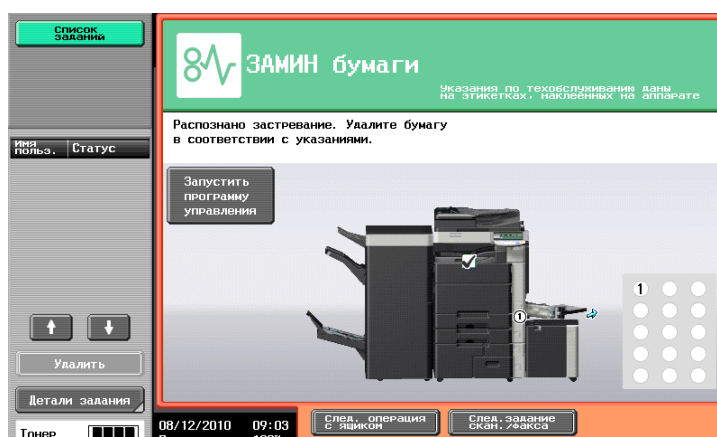 Список
заданий
ЗАМИН бумаги
Указания по техобслуживанию даны
на этикетках, наклеенных на аппарате
Распознано застревание. Удалите бумагу
в соответствии с указаниями.
Имя
польз.
Статус
Запустить
программу
управления
1
1
Удалить
Детали задания
Тонер
08/12/2010 09:03
След. операция
с ящиком
След.задание
скан./факса